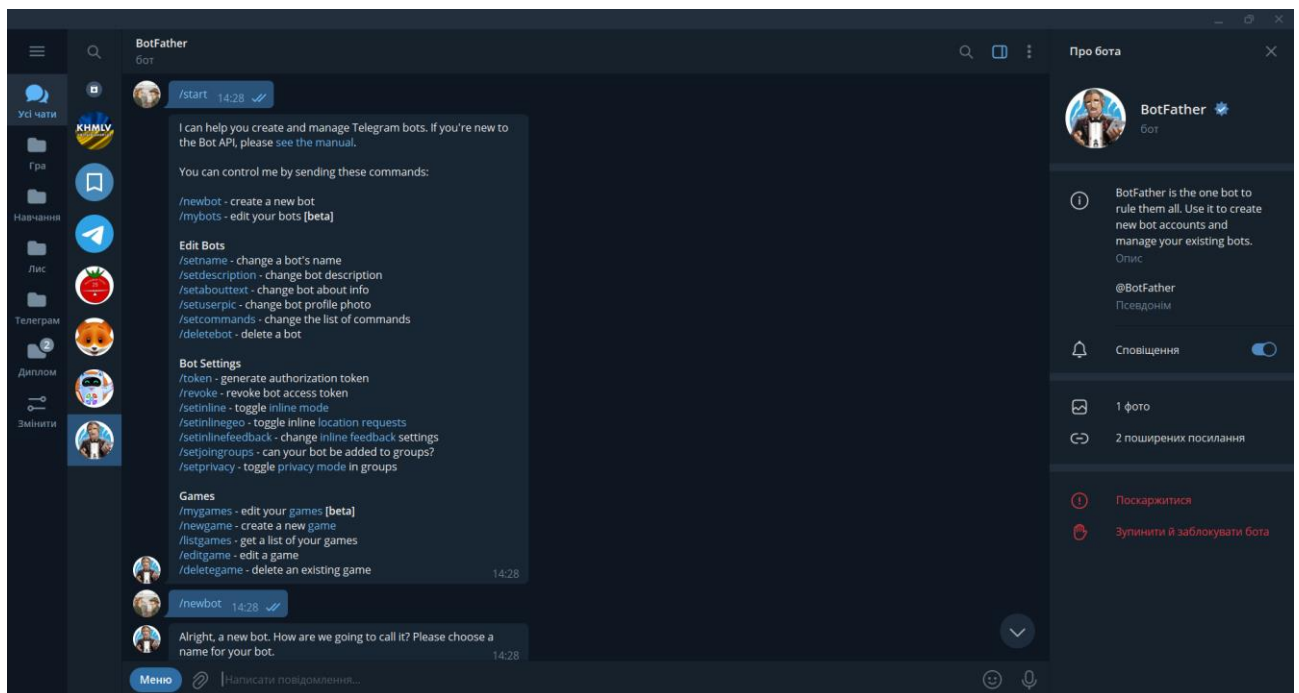 BotFather
бот
Про бота
Усі чати
Гра
Навчання
Лис
Телеграм
2
Диплом
Змінити
KHMLV
/start 14:28
I can help you create and manage Telegram bots. If you're new to
the Bot API, please see the manual.
You can control me by sending these commands:
/newbot - create a new bot
/mybots - edit your bots [beta]
Edit Bots
/setname - change a bot's name
/setdescription - change bot description
/setabouttext - change bot about info
/setuserpic - change bot profile photo
/setcommands - change the list of commands
/deletebot - delete a bot
Bot Settings
/token - generate authorization token
/revoke - revoke bot access token
/setinline - toggle inline mode
/setinlinegeo - toggle inline location requests
/setinlinefeedback - change inline feedback settings
/setjoingroups - can your bot be added to groups?
/setprivacy - toggle privacy mode in groups
Games
/mygames - edit your games [beta]
/newgame - create a new game
/listgames - get a list of your games
/editgame - edit a game
/deletegame - delete an existing game
14:28
/newbot 14:28
Alright, a new bot. How are we going to call it? Please choose a
name for your bot.
14:28
Меню
Написати повідомлення...
BotFather
бот
BotFather is the one bot to
rule them all. Use it to create
new bot accounts and
manage your existing bots.
Опис
@BotFather
Псевдонім
Сповіщення
1 фото
2 поширених посилання
Поскаржитися
Зупинити й заблокувати бота